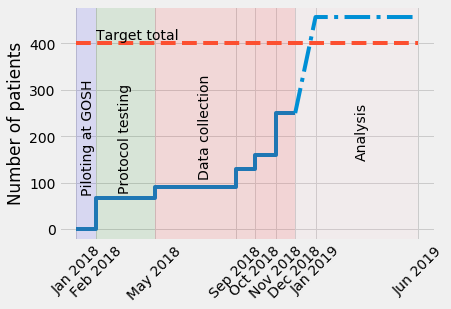 Target total
Number of patients
400
300
200
100
0
Piloting at GOSH
Protocol testing
Data collection
Analysis
Jan 2018
Feb 2018
May 2018
Sep 2018
Oct 2018
Nov 2018
Dec 2018
Jan 2019
Jun 2019